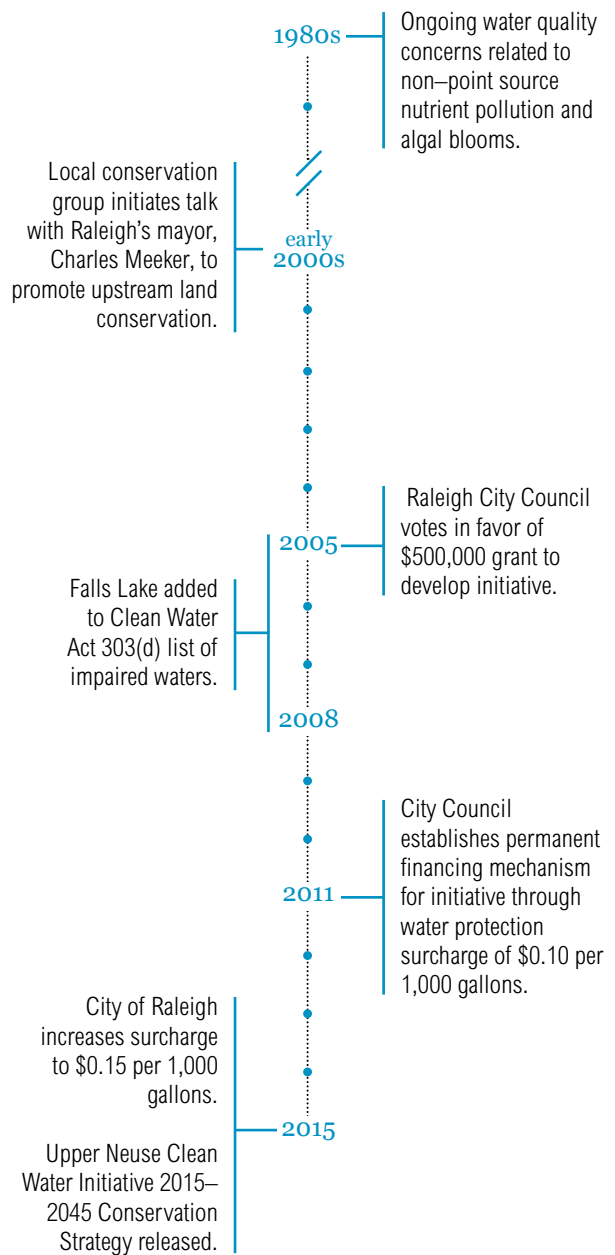 1980s
Ongoing water quality
concerns related to
non–point source
nutrient pollution and
algal blooms.
Local conservation
group initiates talk
with Raleigh's mayor,
Charles Meeker, to
promote upstream land
conservation.
early
2000s
2005
Raleigh City Council
votes in favor of
$500,000 grant to
develop initiative.
Falls Lake added
to Clean Water
Act 303(d) list of
impaired waters.
2008
2011
City Council
establishes permanent
financing mechanism
for initiative through
water protection
surcharge of $0.10 per
1,000 gallons.
City of Raleigh
increases surcharge
to $0.15 per 1,000
gallons.
2015
Upper Neuse Clean
Water Initiative 2015–
2045 Conservation
Strategy released.